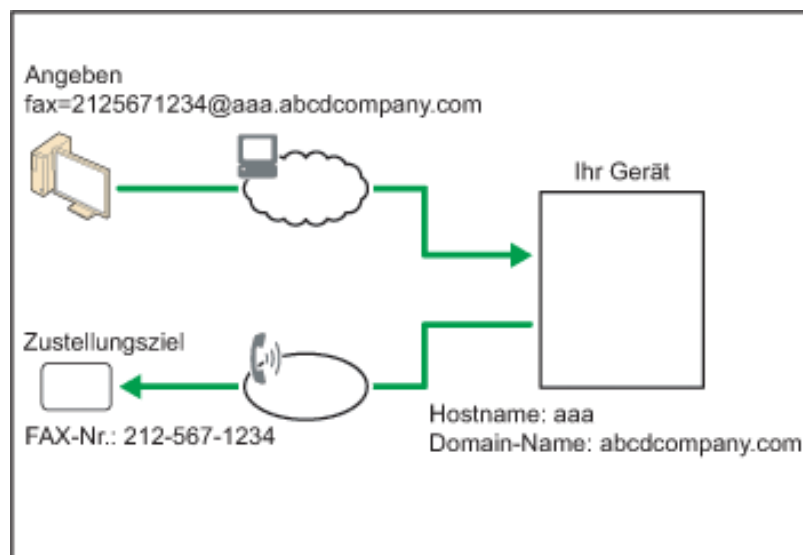 Angeben
fax=2125671234@aaa.abcdcompany.com
Ihr Gerät
Zustellungsziel
FAX-Nr.: 212-567-1234
Hostname: aaa
Domain-Name: abcdcompany.com